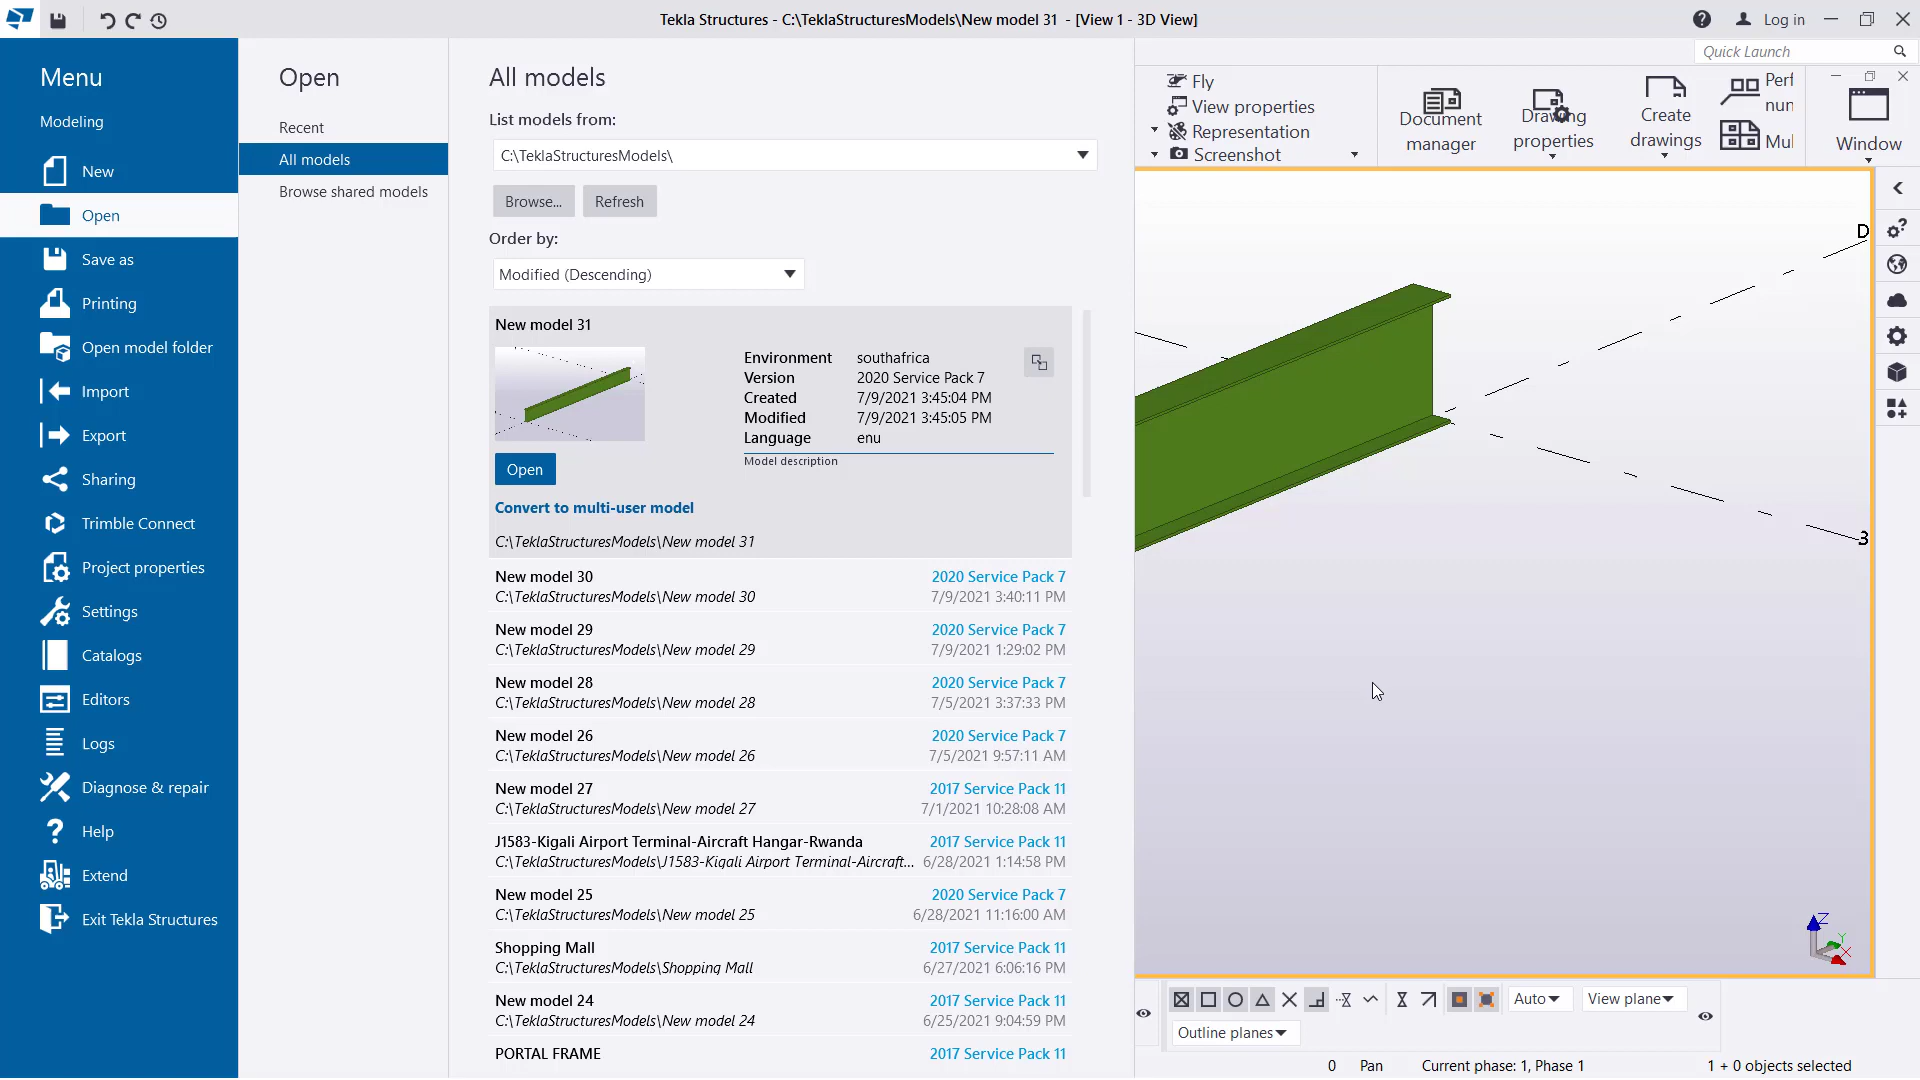 Tekla Structures - C:\TeklaStructuresModels\New model 31 - [View 1 - 3D View]
Log in
Quick Launch
Menu
Modeling
New
Open
Save as
Printing
Open model folder
Import
Export
Sharing
Trimble Connect
Project properties
Settings
Catalogs
Editors
Logs
Diagnose & repair
Help
Extend
Exit Tekla Structures
Open
Recent
All models
Browse shared models
All models
List models from:
C:\TeklaStructuresModels\
Browse...
Refresh
Order by:
Modified (Descending)
New model 31
Environment southafrica
Version 2020 Service Pack 7
Created 7/9/2021 3:45:04 PM
Modified 7/9/2021 3:45:05 PM
Language enu
Model description
Open
Convert to multi-user model
C:\TeklaStructuresModels\New model 31
New model 30 2020 Service Pack 7
C:\TeklaStructuresModels\New model 30 7/9/2021 3:40:11 PM
New model 29 2020 Service Pack 7
C:\TeklaStructuresModels\New model 29 7/9/2021 1:29:02 PM
New model 28 2020 Service Pack 7
C:\TeklaStructuresModels\New model 28 7/5/2021 3:37:33 PM
New model 26 2020 Service Pack 7
C:\TeklaStructuresModels\New model 26 7/5/2021 9:57:11 AM
New model 27 2017 Service Pack 11
C:\TeklaStructuresModels\New model 27 7/1/2021 10:28:08 AM
J1583-Kigali Airport Terminal-Aircraft Hangar-Rwanda 2017 Service Pack 11
C:\TeklaStructuresModels\J1583-Kigali Airport Terminal-Aircraft... 6/28/2021 1:14:58 PM
New model 25 2020 Service Pack 7
C:\TeklaStructuresModels\New model 25 6/28/2021 11:16:00 AM
Shopping Mall 2017 Service Pack 11
C:\TeklaStructuresModels\Shopping Mall 6/27/2021 6:06:16 PM
New model 24 2017 Service Pack 11
C:\TeklaStructuresModels\New model 24 6/25/2021 9:04:59 PM
PORTAL FRAME 2017 Service Pack 11
Fly
View properties
Representation
Screenshot
Document
manager
Drawing
properties
Create
drawings
Perf
nun
Mul
Window
D
3
Z
Y
X
Auto
View plane
Outline planes
0 Pan Current phase: 1, Phase 1 1 + 0 objects selected